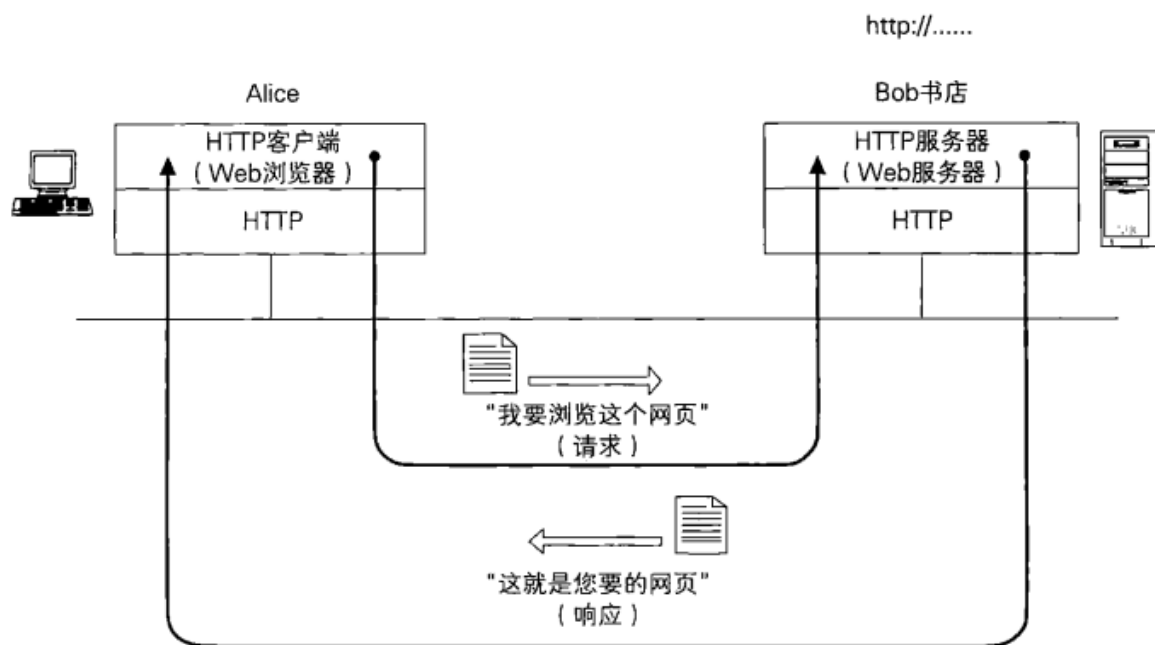 http://......
Alice
Bob书店
HTTP客户端
（Web浏览器）
HTTP
HTTP服务器
（Web服务器）
HTTP
“我要浏览这个网页”
（请求）
“这就是您要的网页”
（响应）